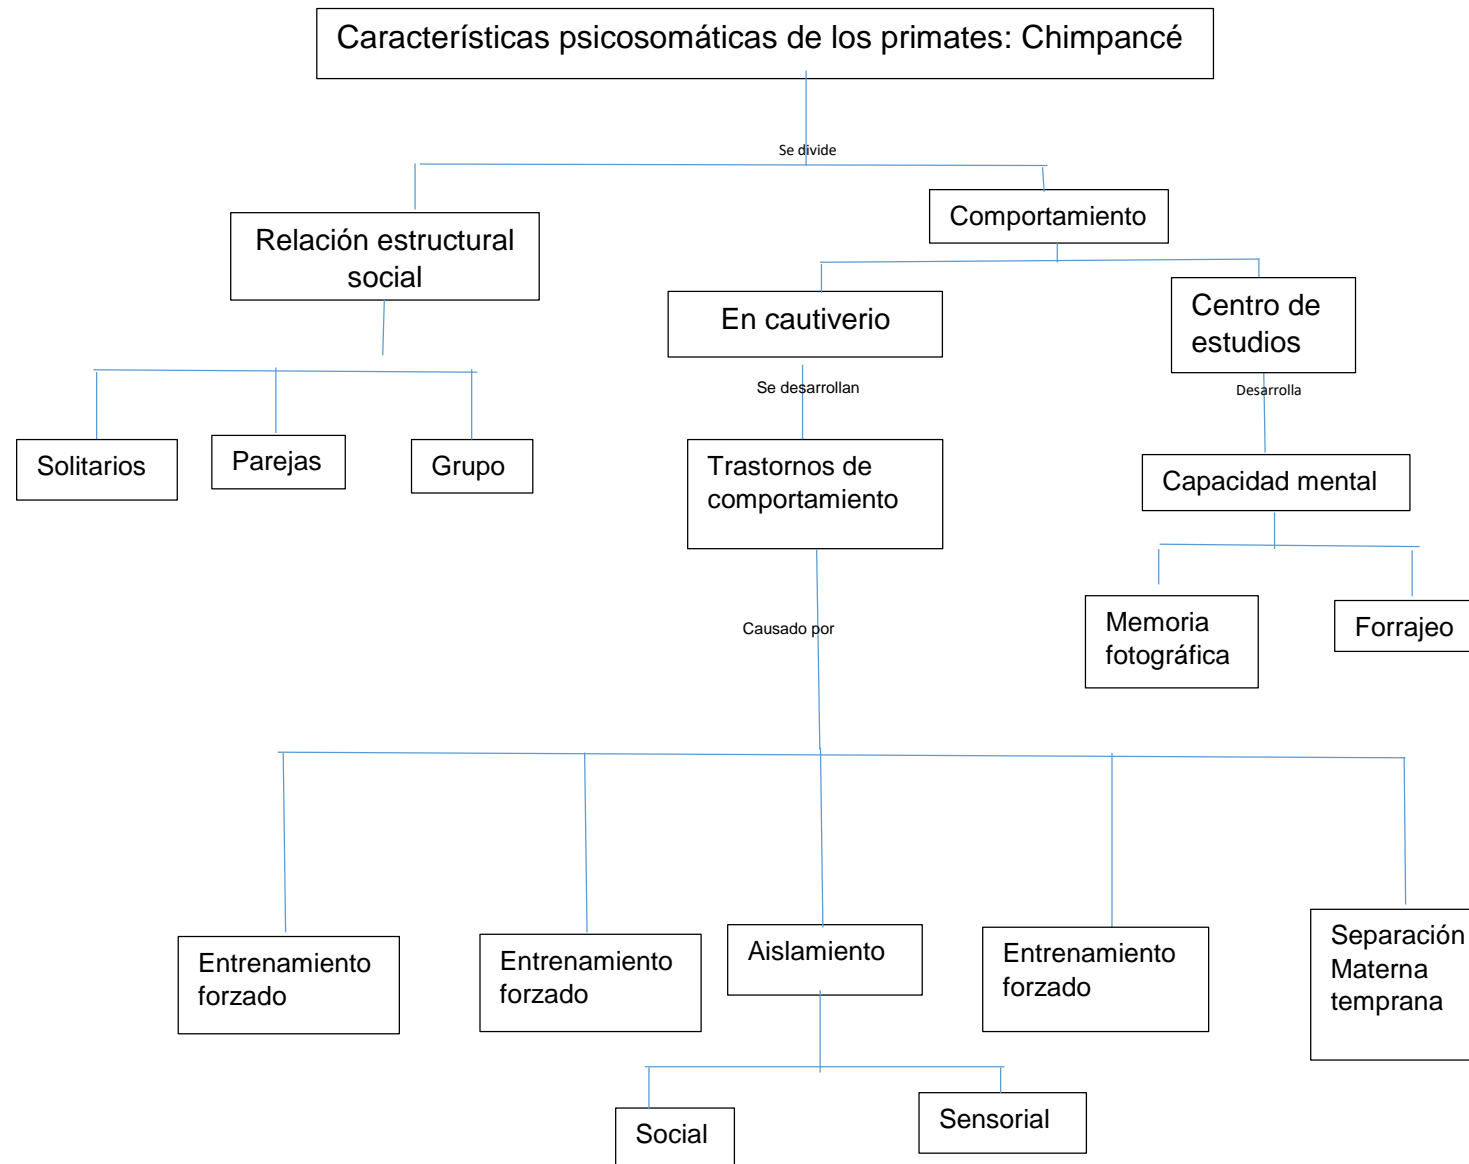 Características psicosomáticas de los primates: Chimpancé
Se divide
Comportamiento
Relación estructural
social
En cautiverio
Centro de
estudios
Se desarrollan
Desarrolla
Solitarios
Parejas
Grupo
Trastornos de
comportamiento
Capacidad mental
Causado por
Memoria
fotográfica
Forrajeo
Entrenamiento
forzado
Entrenamiento
forzado
Aislamiento
Entrenamiento
forzado
Separación
Materna
temprana
Social
Sensorial